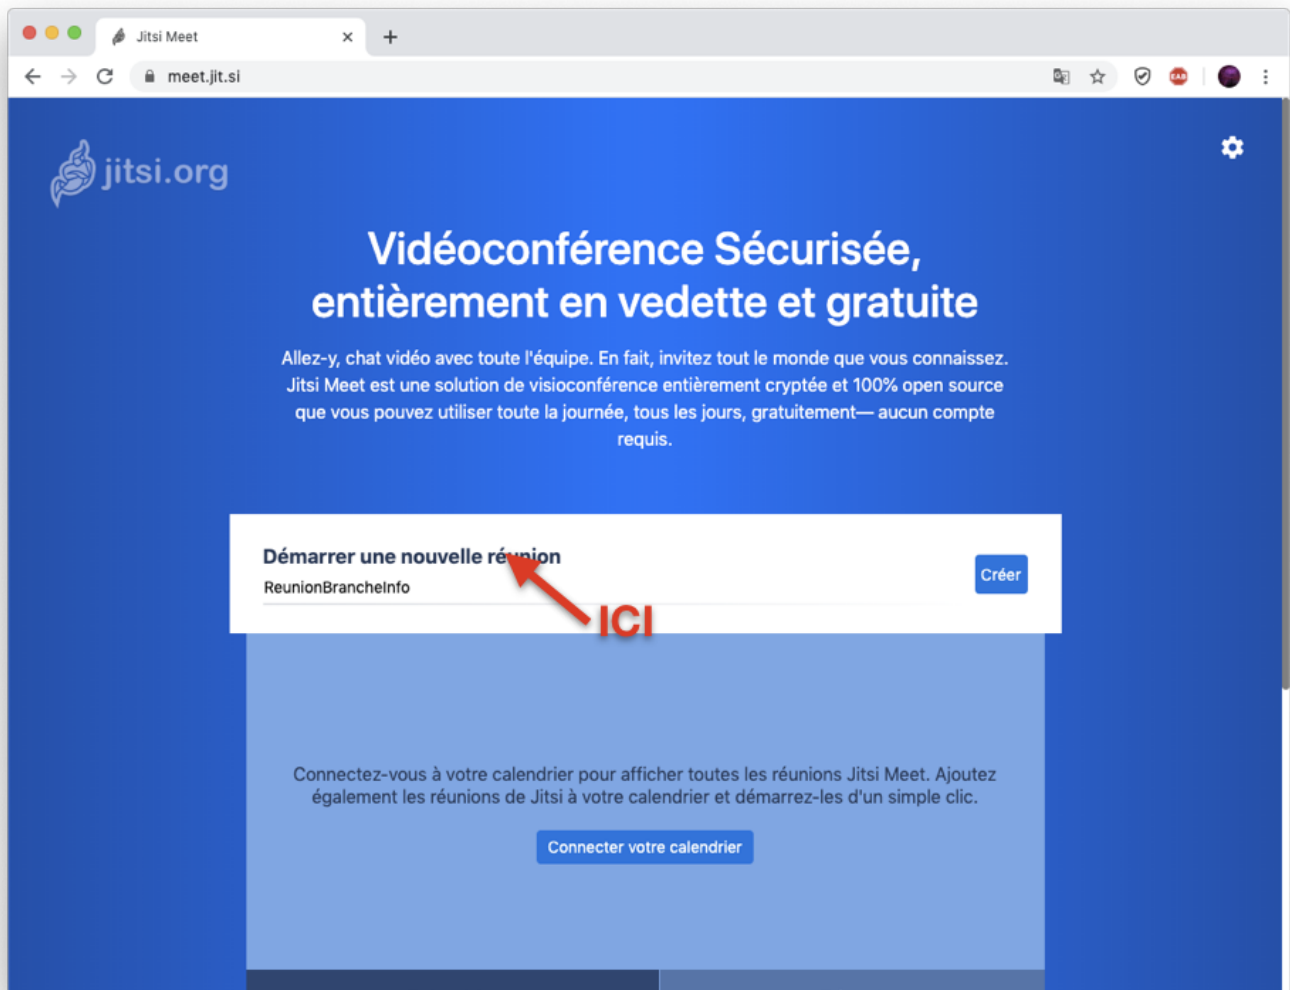 Jitsi Meet
meet.jit.si
EAB
jitsi.org
Vidéoconférence Sécurisée,
entièrement en vedette et gratuite
Allez-y, chat vidéo avec toute l'équipe. En fait, invitez tout le monde que vous connaissez.
Jitsi Meet est une solution de visioconférence entièrement cryptée et 100% open source
que vous pouvez utiliser toute la journée, tous les jours, gratuitement— aucun compte
requis.
Démarrer une nouvelle réunion
ReunionBrancheInfo
Créer
ICI
Connectez-vous à votre calendrier pour afficher toutes les réunions Jitsi Meet. Ajoutez
également les réunions de Jitsi à votre calendrier et démarrez-les d'un simple clic.
Connecter votre calendrier